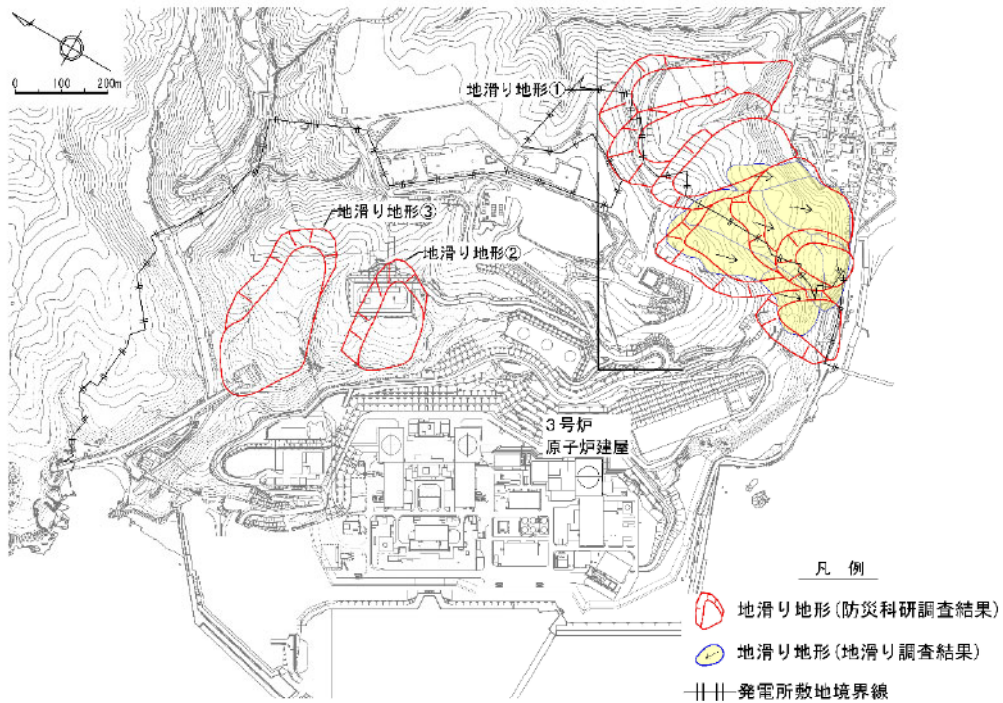 0 100 200m
地滑り地形①
地滑り地形③
地滑り地形②
3号炉
原子炉建屋
凡 例
地滑り地形(防災科研調査結果)
地滑り地形(地滑り調査結果)
発電所敷地境界線